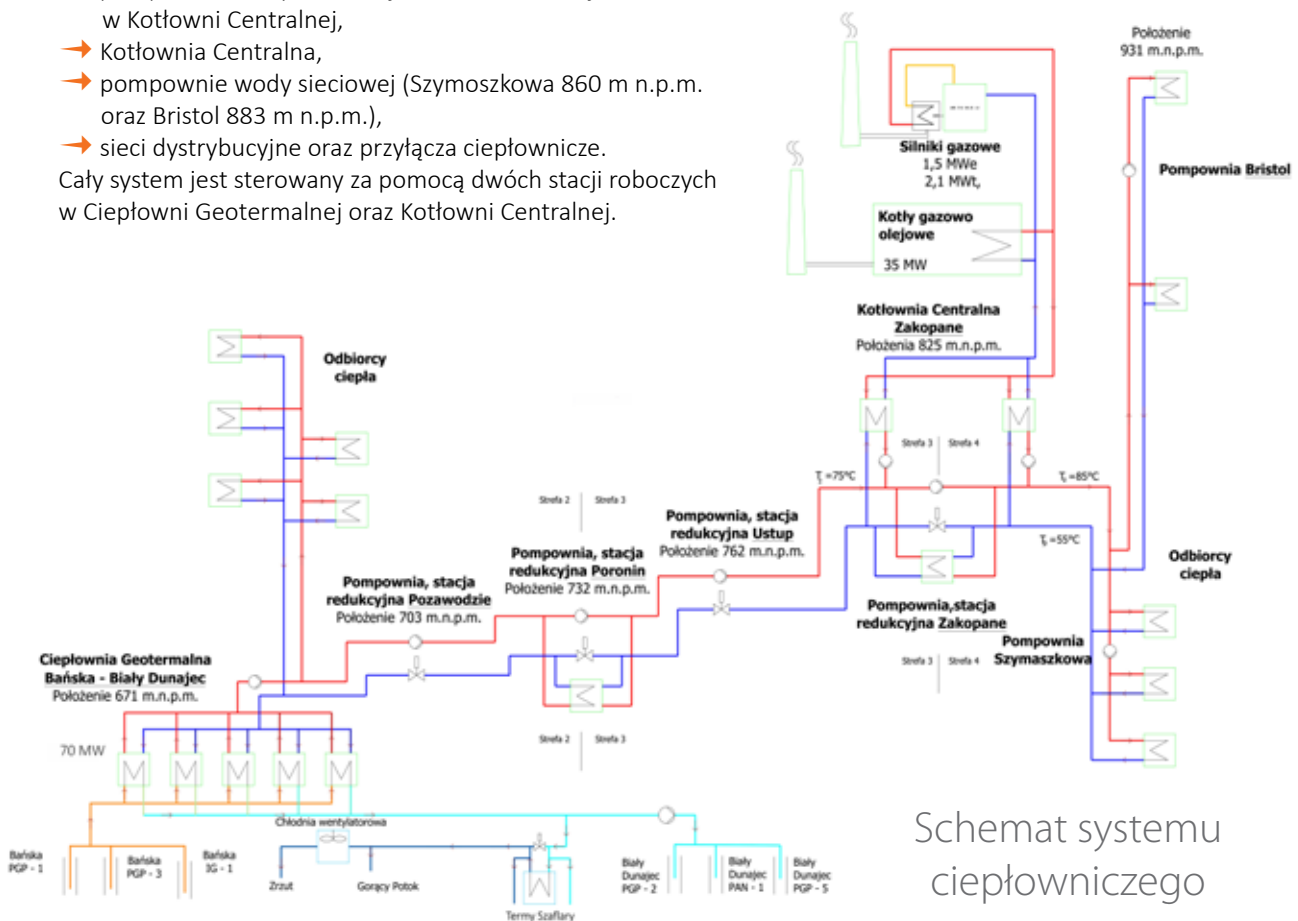 w Kotłowni Centralnej,
Kotłownia Centralna,
pompownie wody sieciowej (Szymoszkowa 860 m n.p.m.
oraz Bristol 883 m n.p.m.),
sieci dystrybucyjne oraz przyłącza ciepłownicze.
Cały system jest sterowany za pomocą dwóch stacji roboczych
w Ciepłowni Geotermalnej oraz Kotłowni Centralnej.
Położenie
931 m.n.p.m.
Silniki gazowe
1,5 MWe
2,1 MWt,
Pompownia Bristol
Kotły gazowo
olejowe
35 MW
Kotłownia Centralna
Zakopane
Położenia 825 m.n.p.m.
Odbiorcy
ciepła
Strefa 3
Strefa 4
=75°C
=85°C
=55°C
Strefa 2
Strefa 3
Pompownia, stacja
redukcyjna Ustup
Położenie 762 m.n.p.m.
Pompownia, stacja
redukcyjna Poronin
Położenie 732 m.n.p.m.
Pompownia, stacja
redukcyjna Pozawodzie
Położenie 703 m.n.p.m.
Odbiorcy
ciepła
Pompownia,stacja
redukcyjna Zakopane
Pompownia
Szymaszkowa
Strefa 3
Strefa 4
Ciepłownia Geotermalna
Bańska - Biały Dunajec
Położenie 671 m.n.p.m.
Strefa 2
Strefa 3
70 MW
Chłodnia wentylatorowa
Bańska
PGP - 1
Bańska
PGP - 3
Bańska
IG - 1
Zrzut
Gorący Potok
Termy Szaflary
Biały
Dunajec
PGP - 2
Biały
Dunajec
PAN - 1
Biały
Dunajec
PGP - 5
Schemat systemu
ciepłowniczego